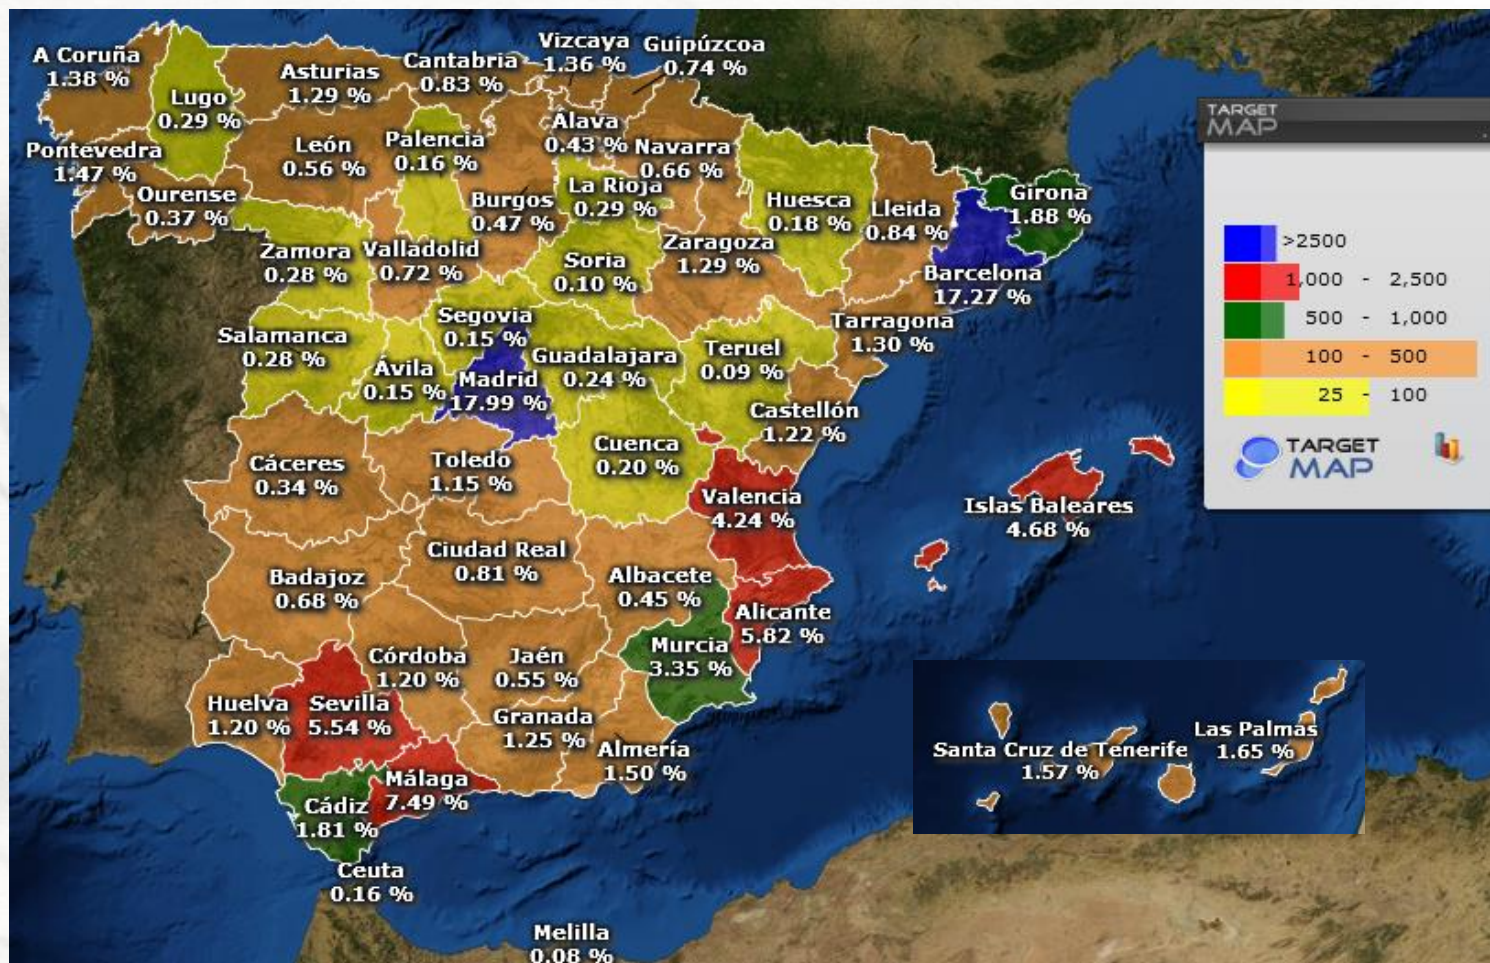 A Coruña
1.38 %
Lugo
0.29 %
Asturias
1.29 %
Cantabria
0.83 %
Vizcaya
1.36 %
Guipúzcoa
0.74 %
Pontevedra
1.47 %
Ourense
0.37 %
León
0.56 %
Palencia
0.16 %
Burgos
0.47 %
Álava
0.43 %
Navarra
0.66 %
La Rioja
0.29 %
Huesca
0.18 %
Lleida
0.84 %
Girona
1.88 %
Barcelona
17.27 %
Zamora
0.28 %
Valladolid
0.72 %
Soria
0.10 %
Zaragoza
1.29 %
Tarragona
1.30 %
Salamanca
0.28 %
Ávila
0.15 %
Segovia
0.15 %
Madrid
17.99 %
Guadalajara
0.24 %
Teruel
0.09 %
Castellón
1.22 %
Cuenca
0.20 %
Cáceres
0.34 %
Toledo
1.15 %
Valencia
4.24 %
Islas Baleares
4.68 %
Badajoz
0.68 %
Ciudad Real
0.81 %
Albacete
0.45 %
Alicante
5.82 %
Murcia
3.35 %
Huelva
1.20 %
Sevilla
5.54 %
Córdoba
1.20 %
Jaén
0.55 %
Granada
1.25 %
Almería
1.50 %
Málaga
7.49 %
Cádiz
1.81 %
Ceuta
0.16 %
Melilla
0.08 %
Santa Cruz de Tenerife
1.57 %
Las Palmas
1.65 %
TARGET
MAP
>2500
1,000 - 2,500
500 - 1,000
100 - 500
25 - 100
TARGET
MAP